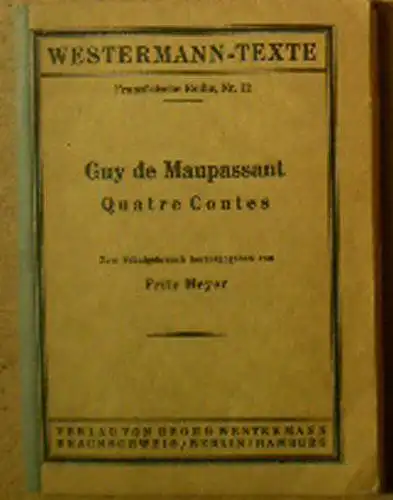 WESTERMANN-TEXTE
Französische Reihe, Nr. 12
Guy de Maupassant
Quatre Contes
Zum Schulgebrauch herausgegeben von
Fritz Meyer
VERLAG VON GEORG WESTERMANN
BRAUNSCHWEIG/BERLIN/HAMBURG